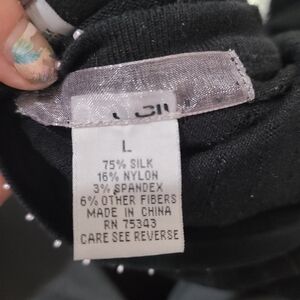 L
75% SILK
16% NYLON
3% SPANDEX
6% OTHER FIBERS
MADE IN CHINA
RN 75343
CARE SEE REVERSE